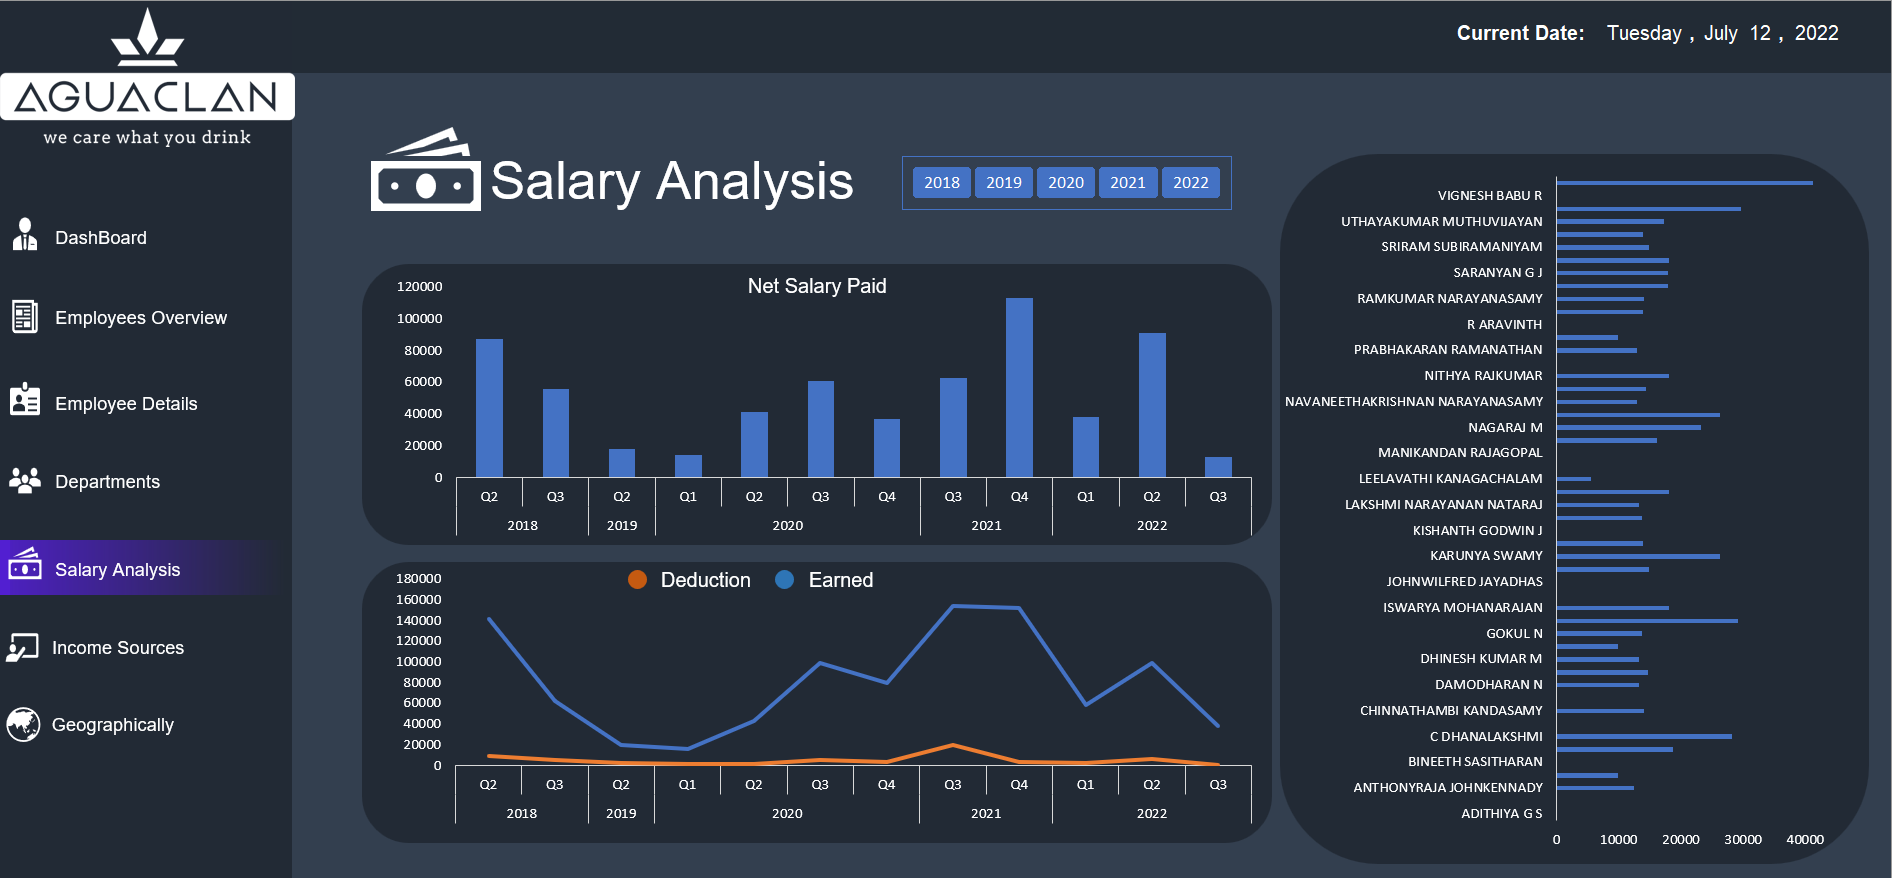 AGUACLAN
we care what you drink
Current Date: Tuesday , July 12 , 2022
DashBoard
Employees Overview
Employee Details
Departments
Salary Analysis
Income Sources
Geographically
Salary Analysis
2018 2019 2020 2021 2022
Net Salary Paid
120000
100000
80000
60000
40000
20000
0
Q2 Q3 Q2 Q1 Q2 Q3 Q4 Q3 Q4 Q1 Q2 Q3
2018 2019 2020 2021 2022
Deduction Earned
180000
160000
140000
120000
100000
80000
60000
40000
20000
0
Q2 Q3 Q2 Q1 Q2 Q3 Q4 Q3 Q4 Q1 Q2 Q3
2018 2019 2020 2021 2022
VIGNESH BABU R
UTHAYAKUMAR MUTHUVIJAYAN
SRIRAM SUBIRAMANIYAM
SARANYAN G J
RAMKUMAR NARAYANASAMY
R ARAVINTH
PRABHAKARAN RAMANATHAN
NITHYA RAJKUMAR
NAVANEETHAKRISHNAN NARAYANASAMY
NAGARAJ M
MANIKANDAN RAJAGOPAL
LEELAVATHI KANAGACHALAM
LAKSHMI NARAYANAN NATARAJ
KISHANTH GODWIN J
KARUNYA SWAMY
JOHNWILFRED JAYADHAS
ISWARYA MOHANARAJAN
GOKUL N
DHINESH KUMAR M
DAMODHARAN N
CHINNATHAMBI KANDASAMY
C DHANALAKSHMI
BINEETH SASITHARAN
ANTHONYRAJA JOHNKENNADY
ADITHIYA G S
0 10000 20000 30000 40000